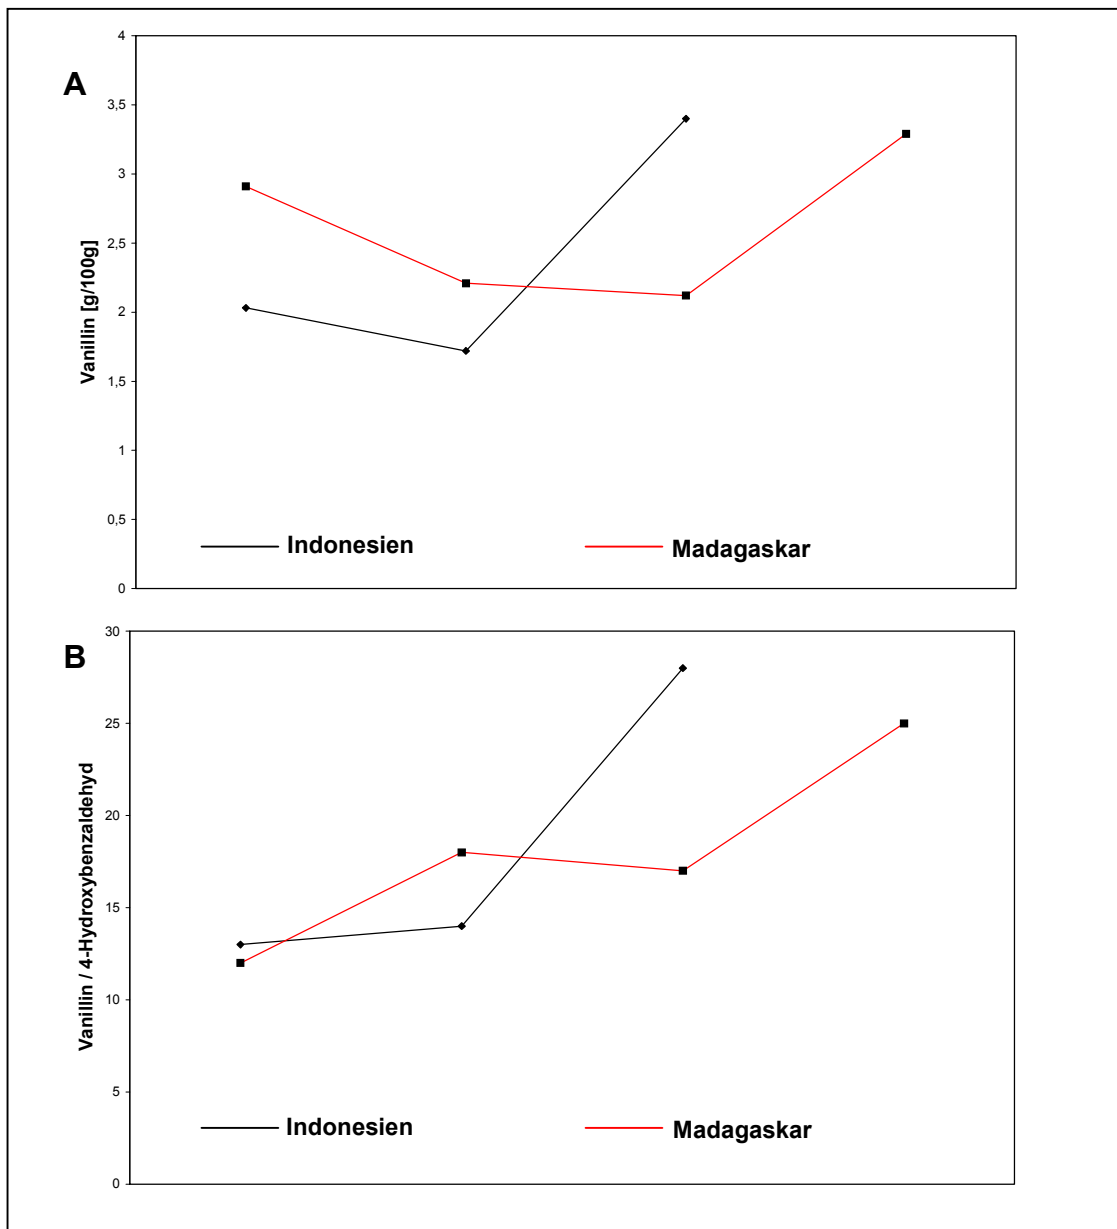 A
4
3,5
3
2,5
2
1,5
1
0,5
0
Vanillin [g/100g]
Indonesien
Madagaskar
B
30
25
20
15
10
5
0
Vanillin / 4-Hydroxybenzaldehyd
Indonesien
Madagaskar